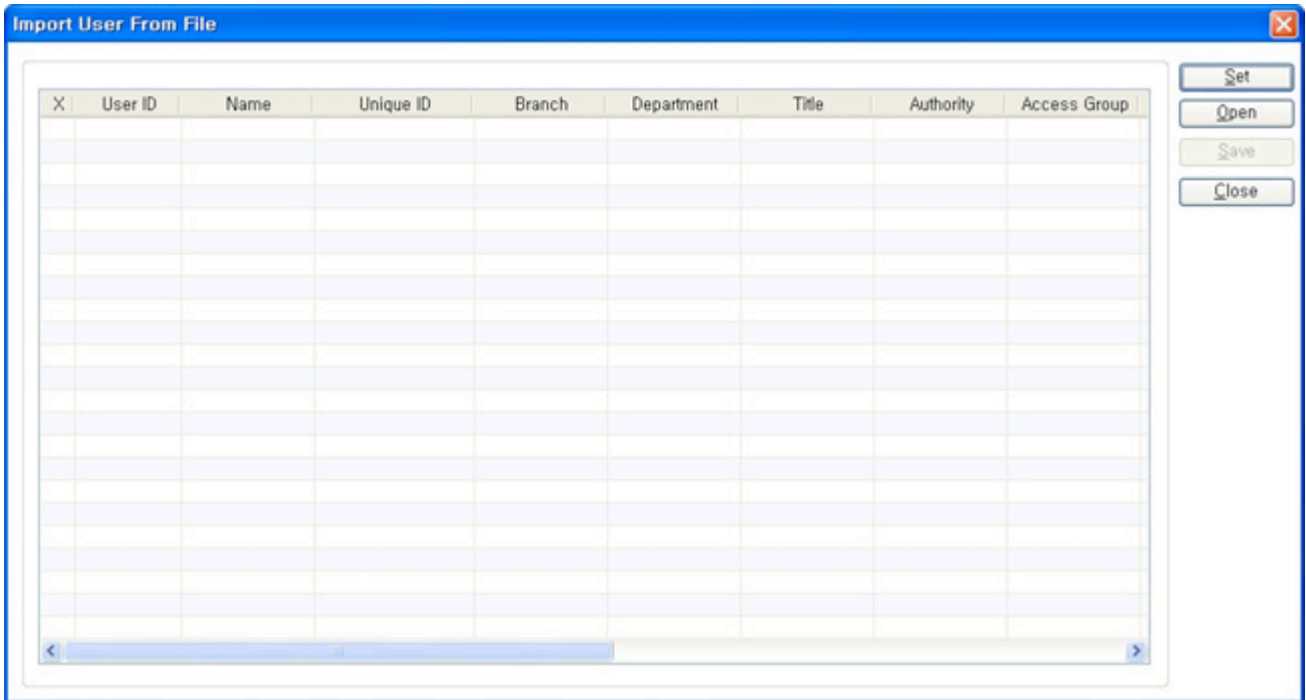 Import User From File
X User ID Name Unique ID Branch Department Title Authority Access Group
Set
Open
Save
Close